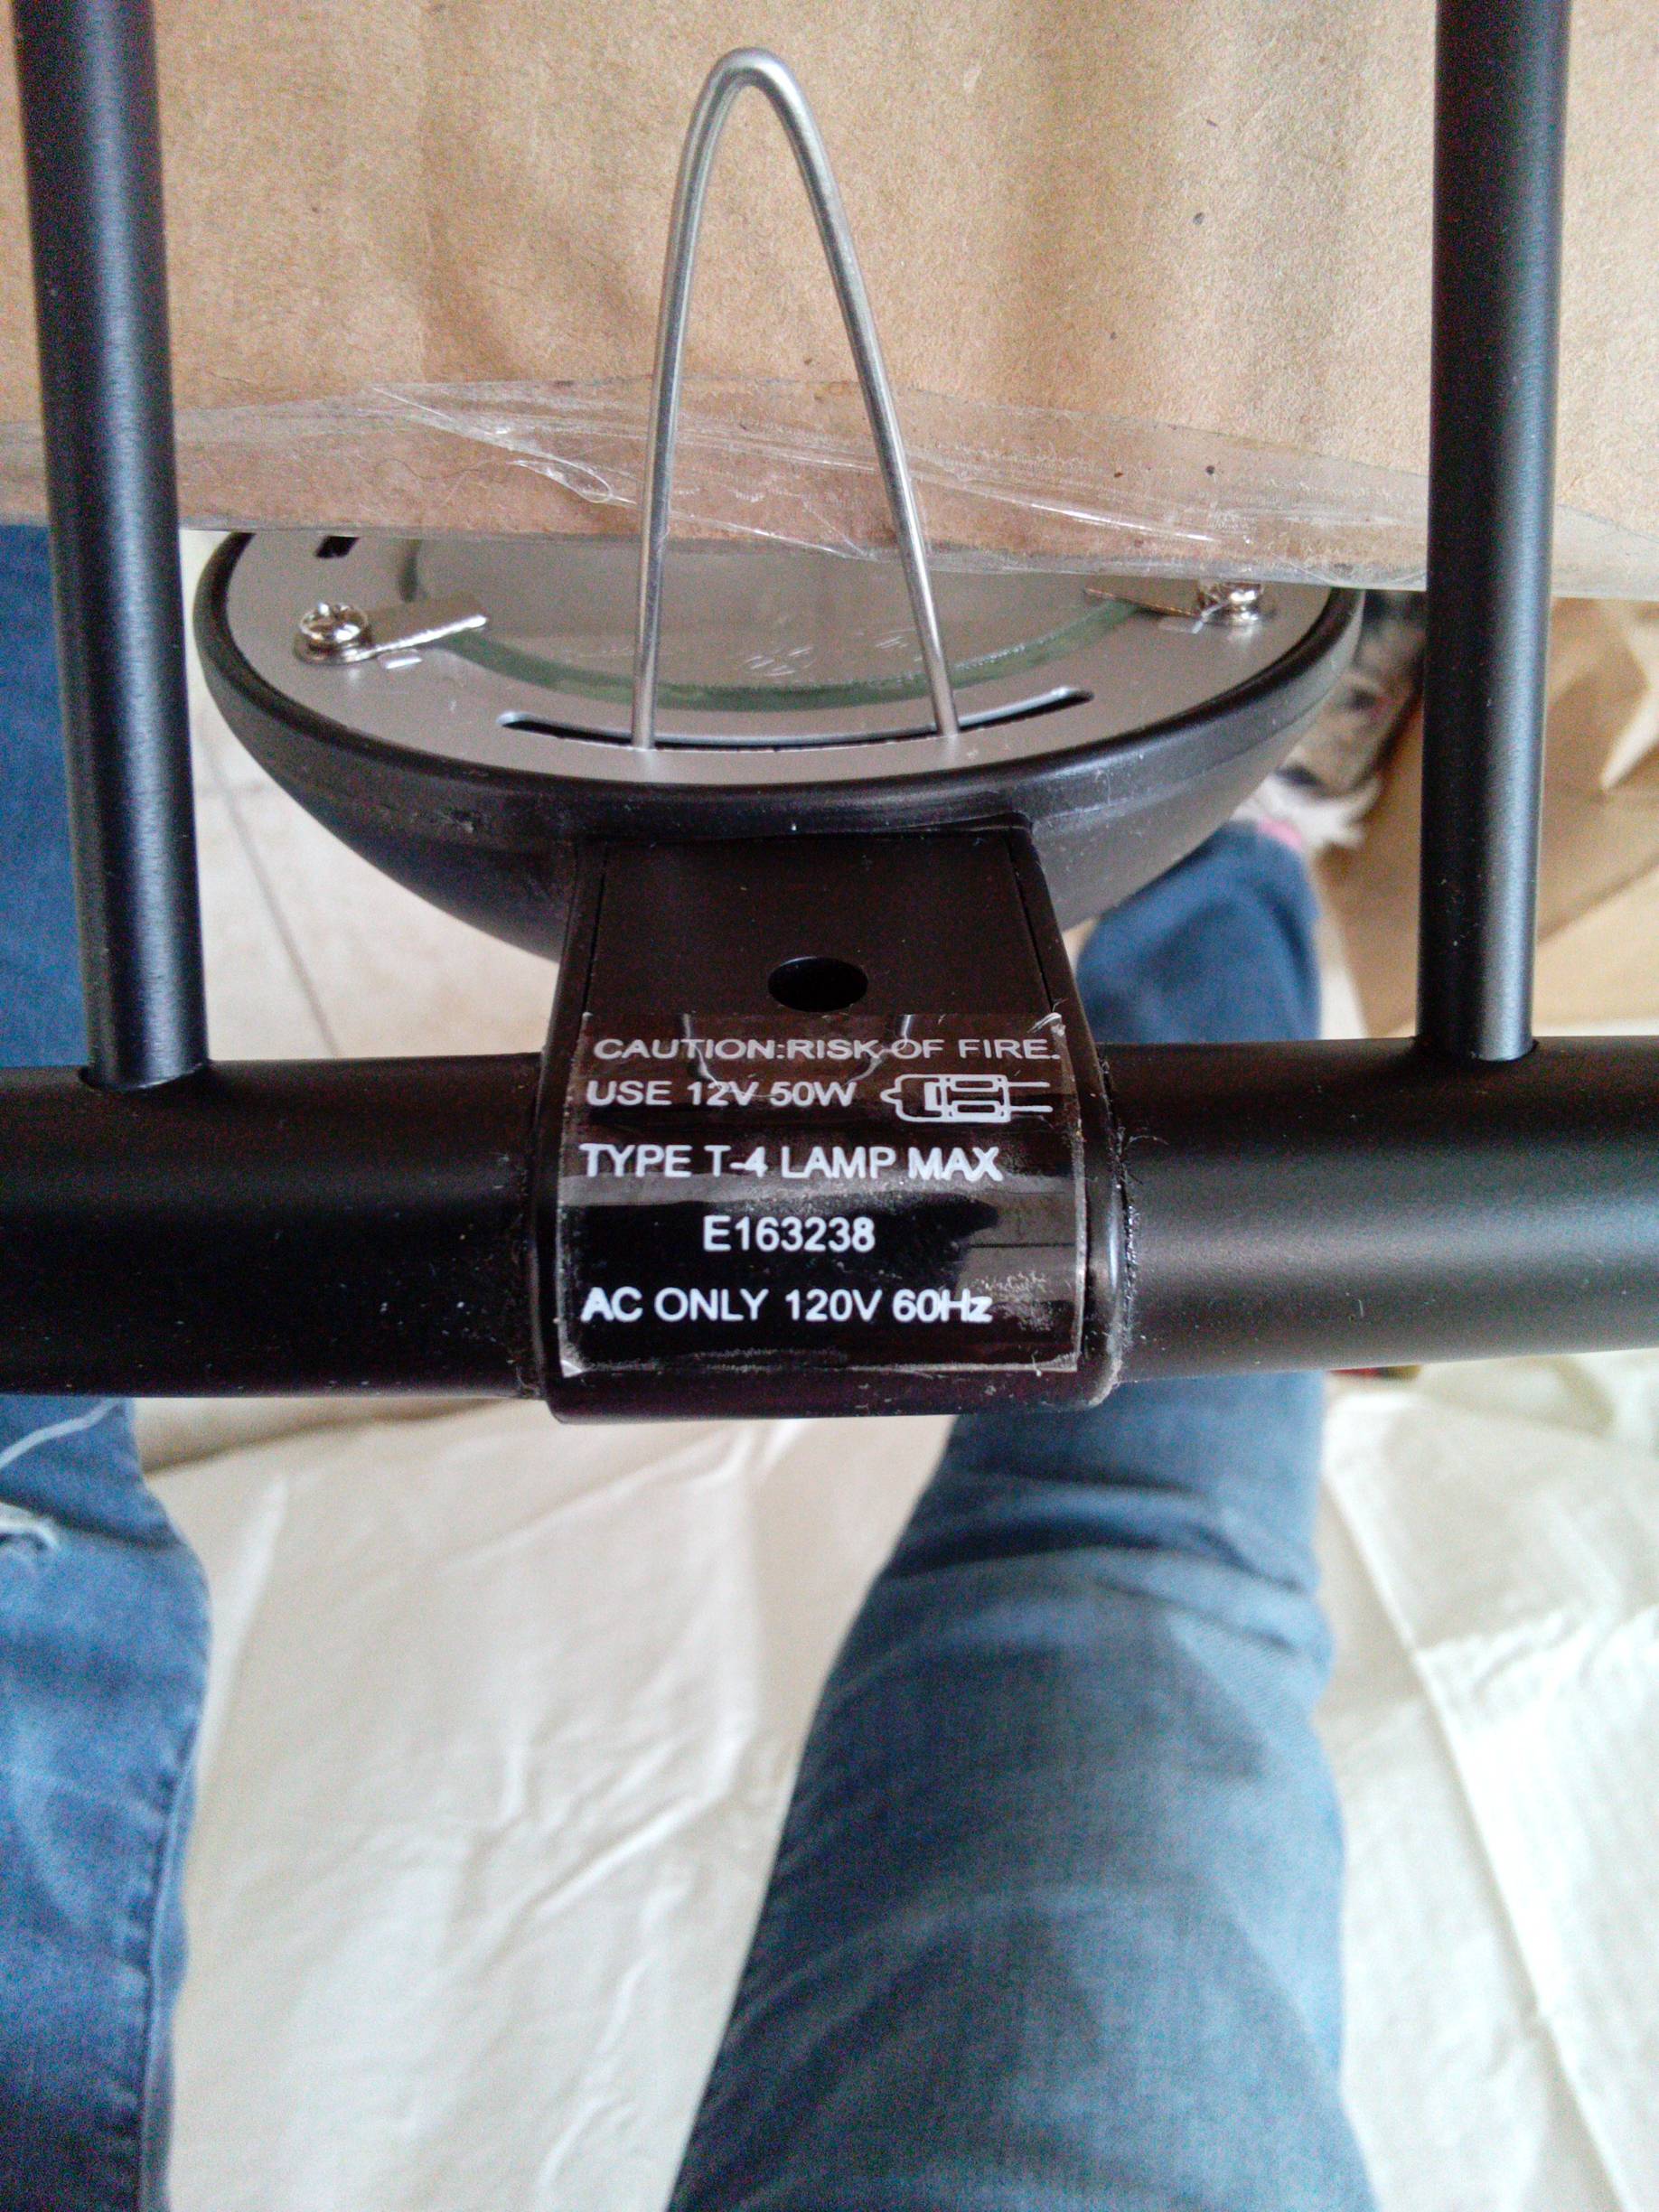 CAUTION:RISK OF FIRE.
USE 12V 50W
TYPE T-4 LAMP MAX
E163238
AC ONLY 120V 60Hz